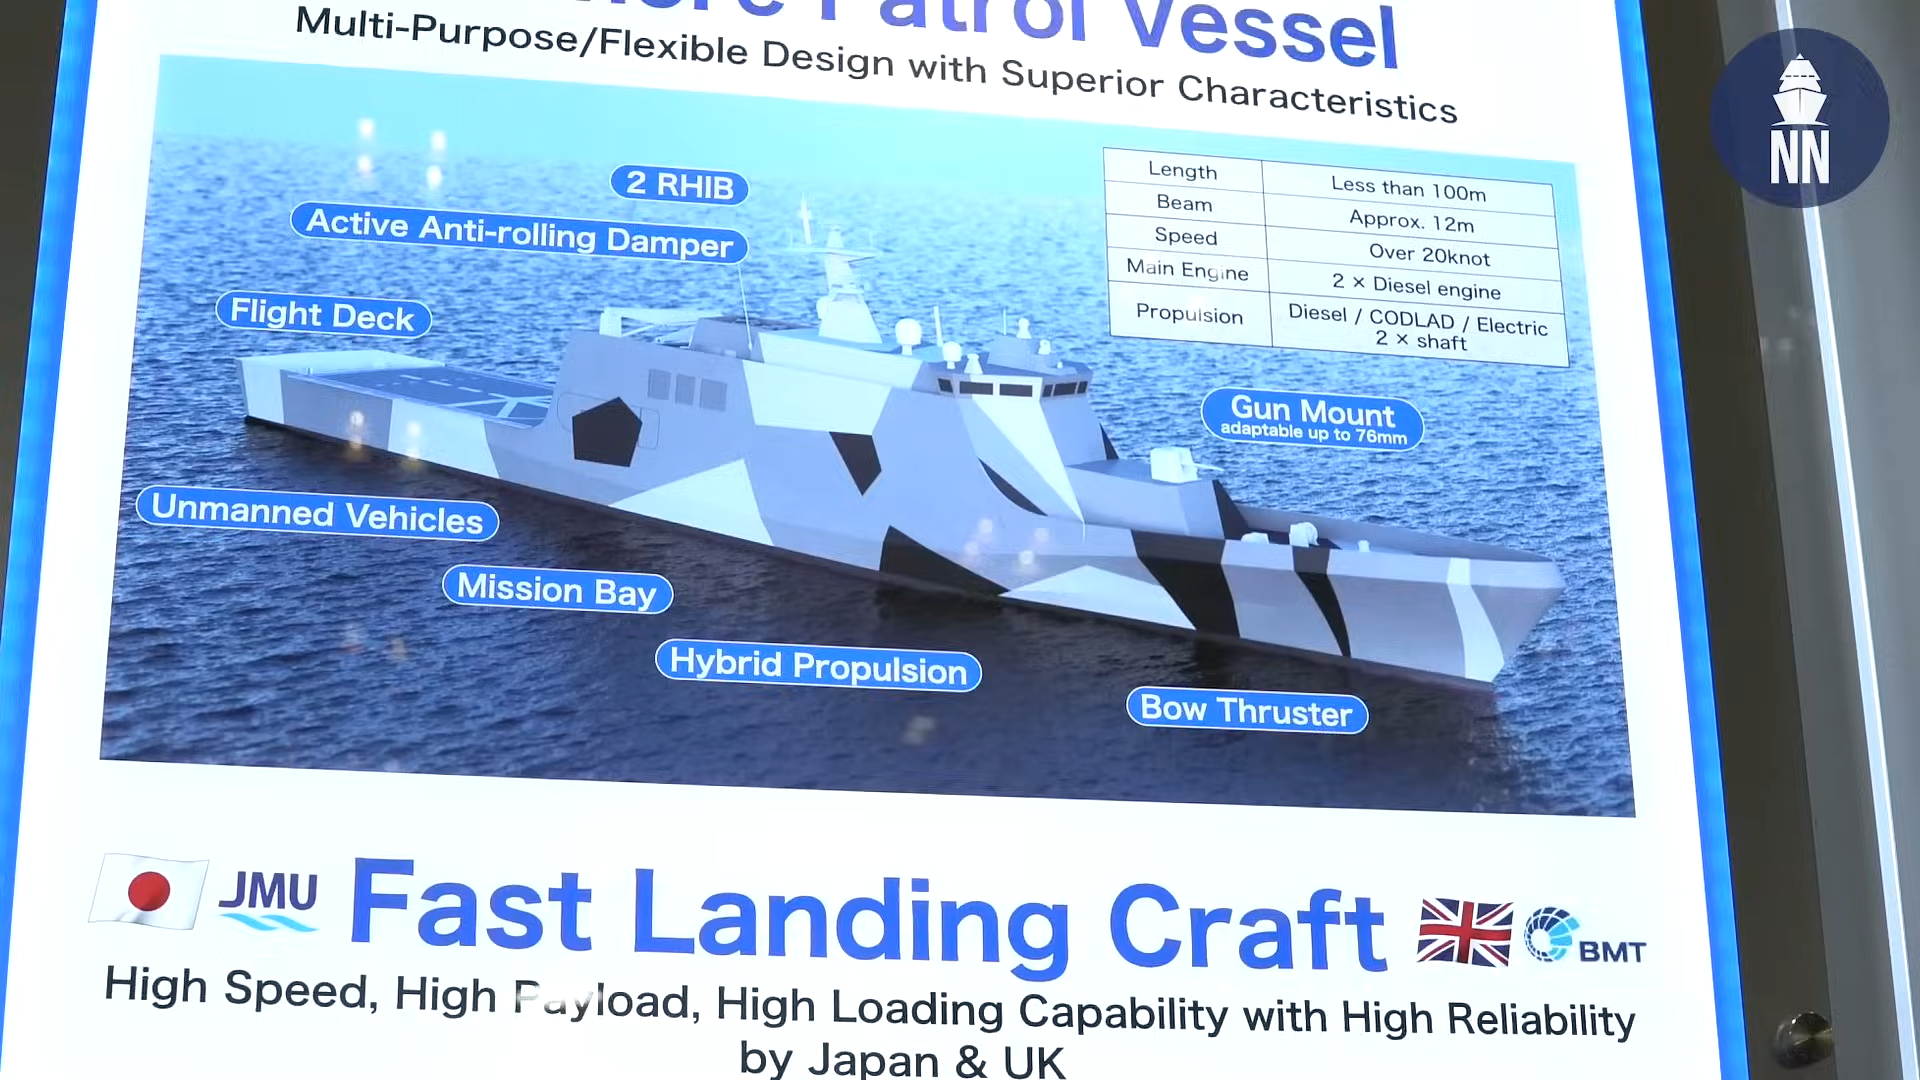 Patrol Vessel
Multi-Purpose/Flexible Design with Superior Characteristics
NN
2 RHIB
Active Anti-rolling Damper
Flight Deck
Length Less than 100m
Beam Approx. 12m
Speed Over 20knot
Main Engine 2 × Diesel engine
Propulsion Diesel / CODLAD / Electric
2 × shaft
Gun Mount
adaptable up to 76mm
Unmanned Vehicles
Mission Bay
Hybrid Propulsion
Bow Thruster
JMU Fast Landing Craft BMT
High Speed, High Payload, High Loading Capability with High Reliability
by Japan & UK